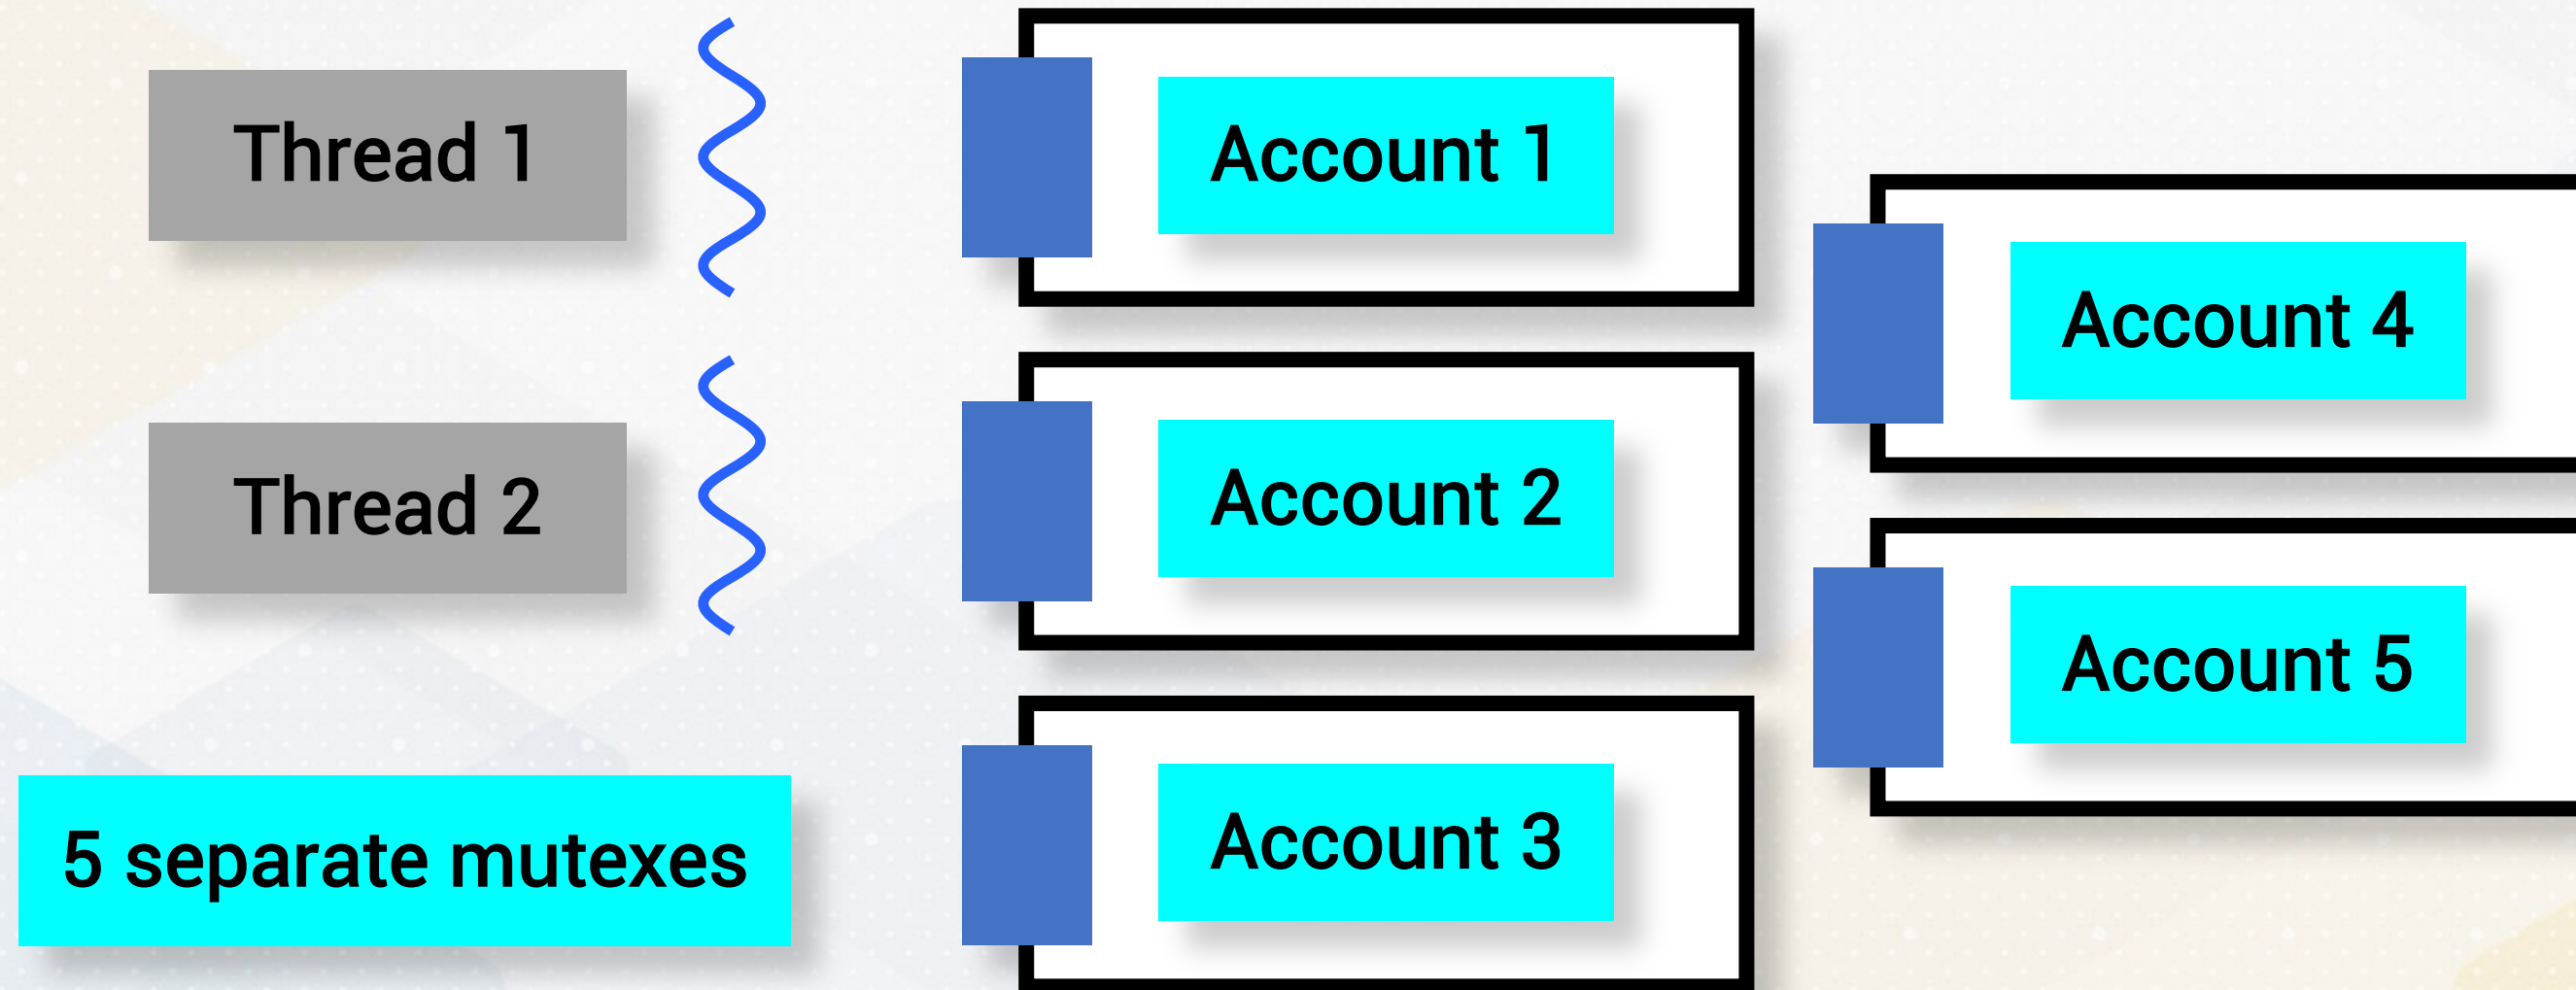 Thread 1
Thread 2
5 separate mutexes
Account 1
Account 2
Account 3
Account 4
Account 5